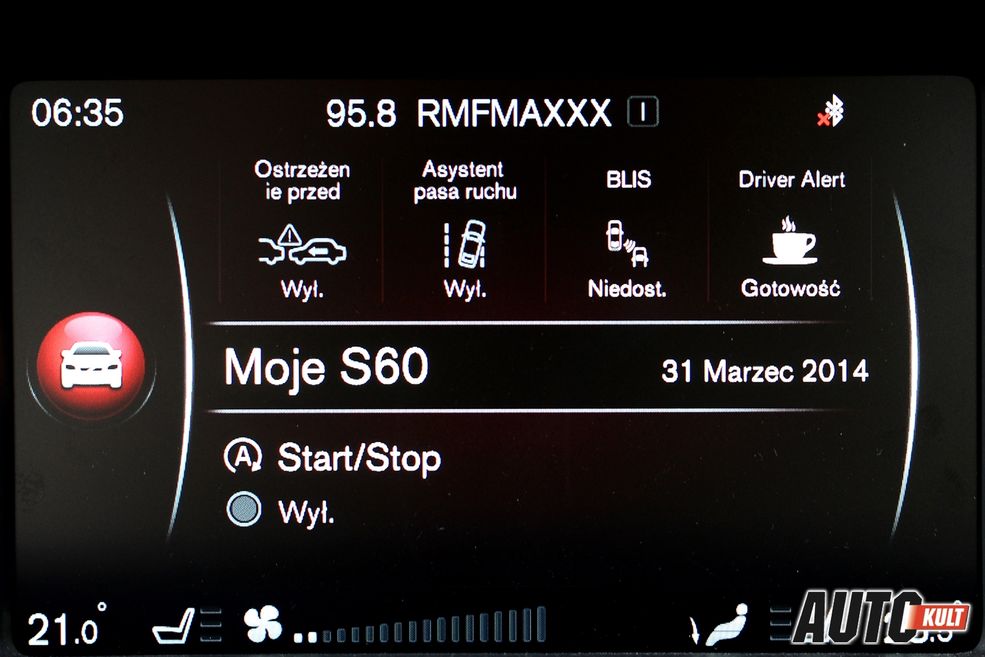 06:35 95.8 RMFMAXXX I
Ostrzeżen
ie przed
Wył.
Asystent
pasa ruchu
Wył.
BLIS
Niedost.
Driver Alert
Gotowość
Moje S60 31 Marzec 2014
A Start/Stop
Wył.
21.0°
AUTO
KULT